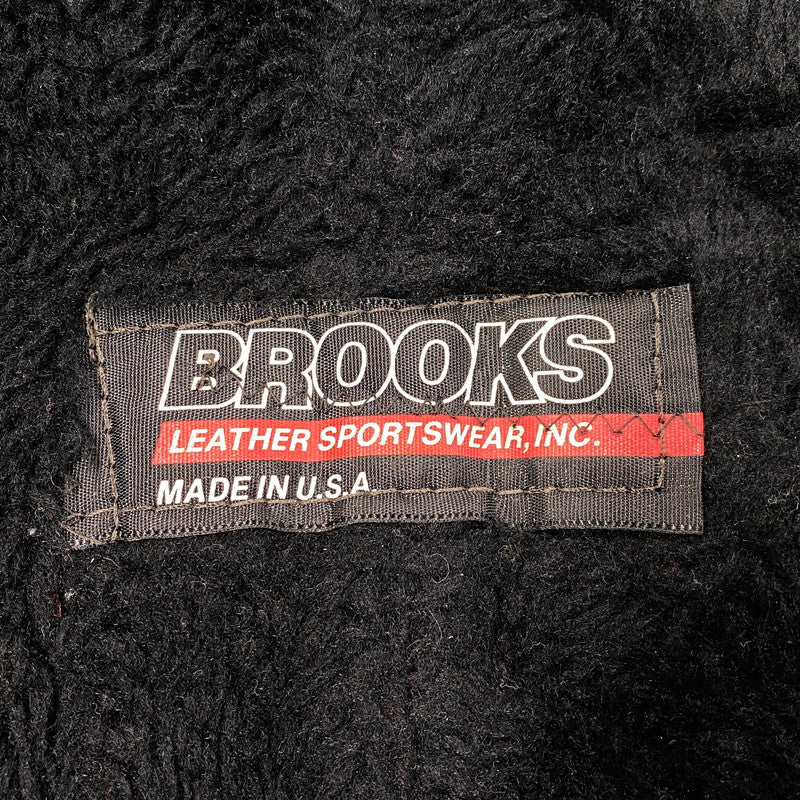 BROOKS
LEATHER SPORTSWEAR, INC.
MADE IN U.S.A.